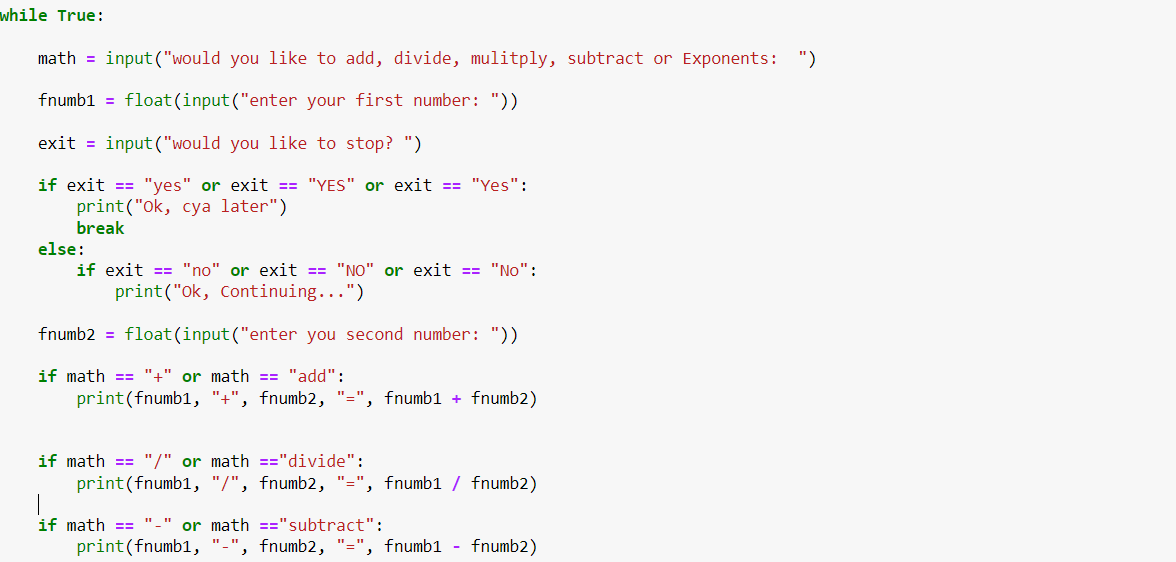 while True:
    math = input("would you like to add, divide, mulitply, subtract or Exponents:  ")
    fnumb1 = float(input("enter your first number: "))
    exit = input("would you like to stop? ")
    if exit == "yes" or exit == "YES" or exit == "Yes":
        print("Ok, cya later")
        break
    else:
        if exit == "no" or exit == "NO" or exit == "No":
            print("Ok, Continuing...")
    fnumb2 = float(input("enter you second number: "))
    if math == "+" or math == "add":
        print(fnumb1, "+", fnumb2, "=", fnumb1 + fnumb2)
    if math == "/" or math =="divide":
        print(fnumb1, "/", fnumb2, "=", fnumb1 / fnumb2)
    if math == "-" or math =="subtract":
        print(fnumb1, "-", fnumb2, "=", fnumb1 - fnumb2)